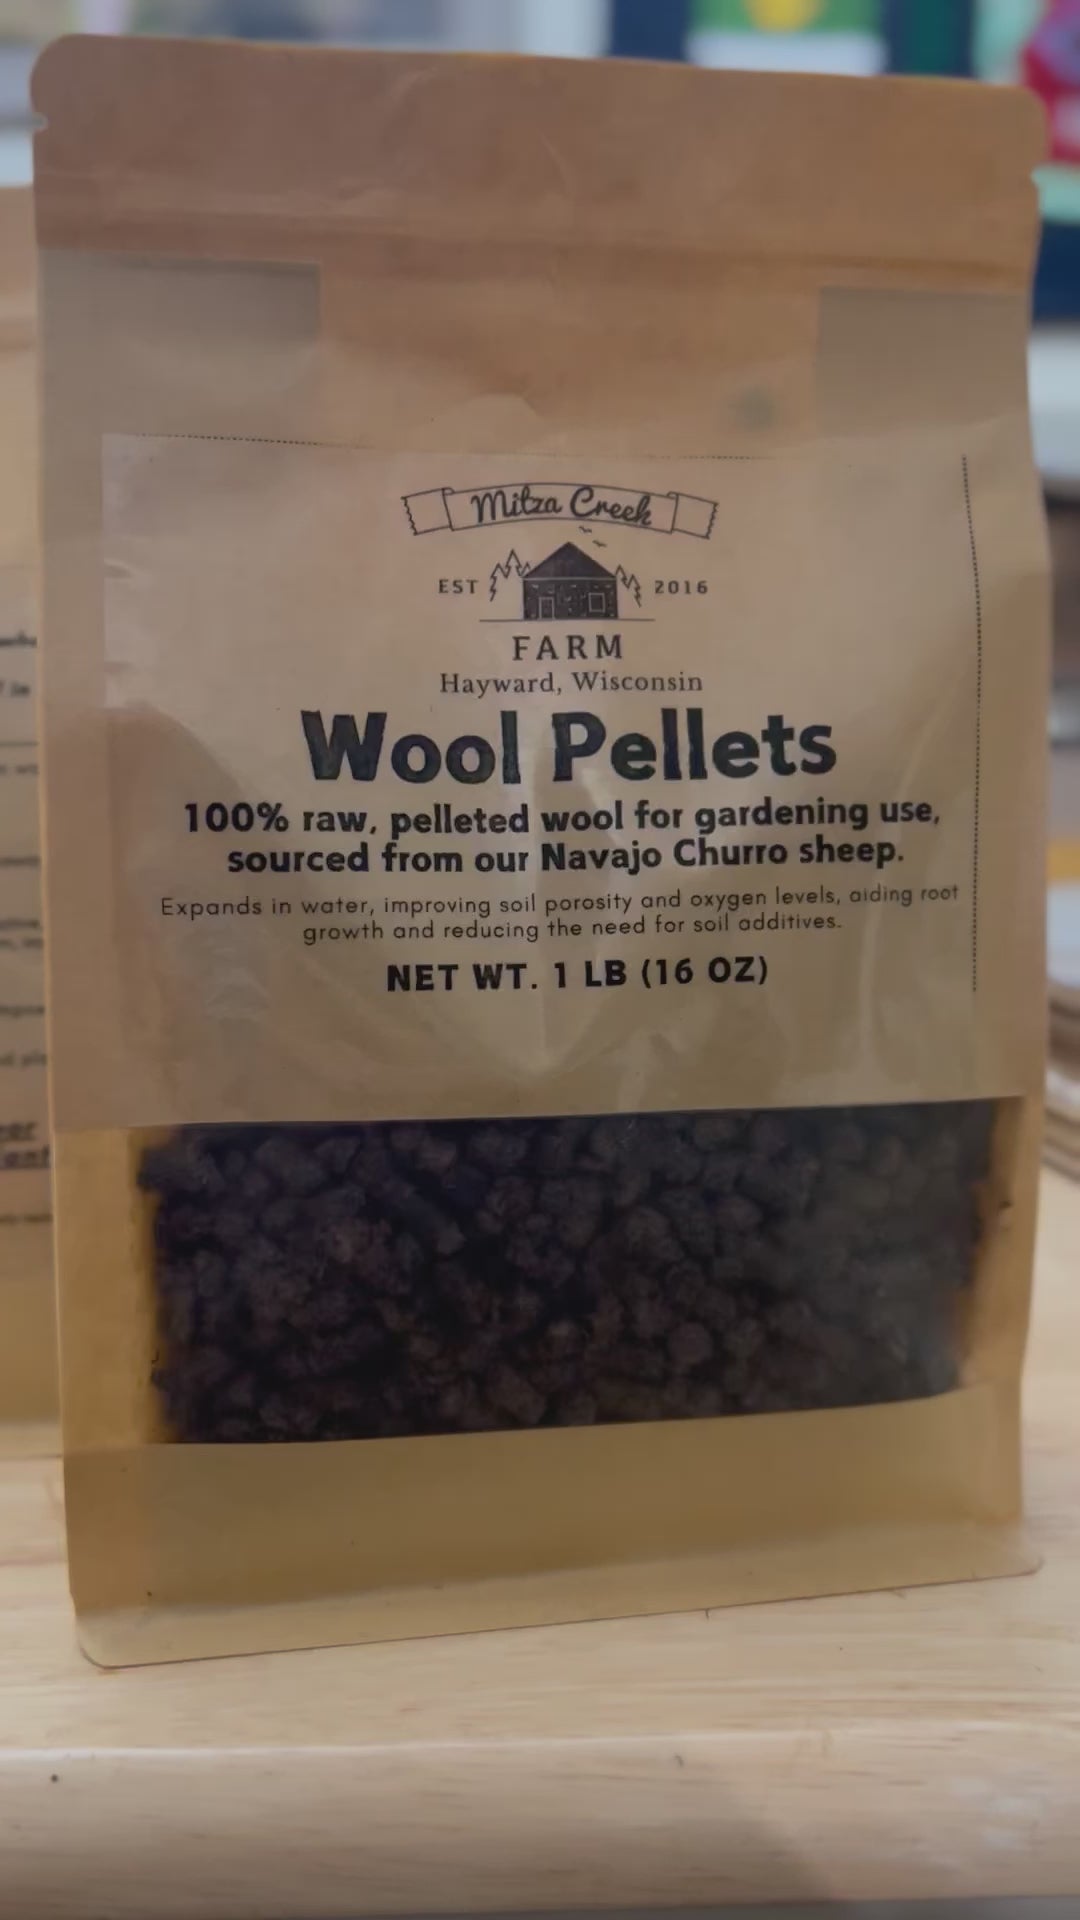 Mitza Creek
EST 2016
FARM
Hayward, Wisconsin
Wool Pellets
100% raw, pelleted wool for gardening use,
sourced from our Navajo Churro sheep.
Expands in water, improving soil porosity and oxygen levels, aiding root
growth and reducing the need for soil additives.
NET WT. 1 LB (16 OZ)